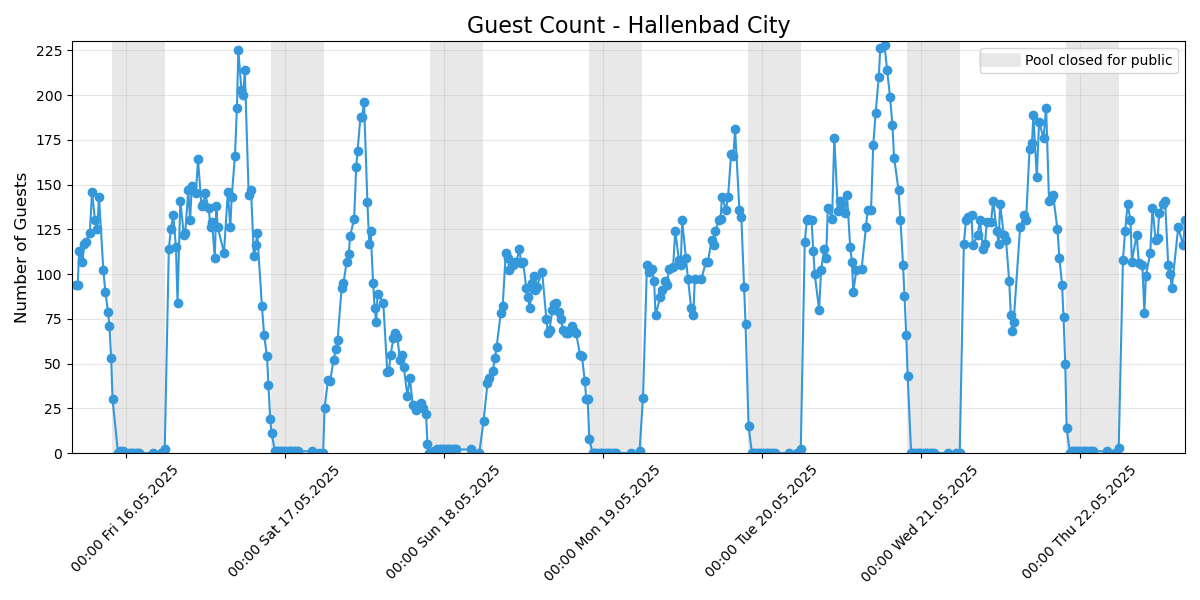 Guest Count - Hallenbad City
Pool closed for public
Number of Guests
225
200
175
150
125
100
75
50
25
0
00:00 Fri 16.05.2025
00:00 Sat 17.05.2025
00:00 Sun 18.05.2025
00:00 Mon 19.05.2025
00:00 Tue 20.05.2025
00:00 Wed 21.05.2025
00:00 Thu 22.05.2025